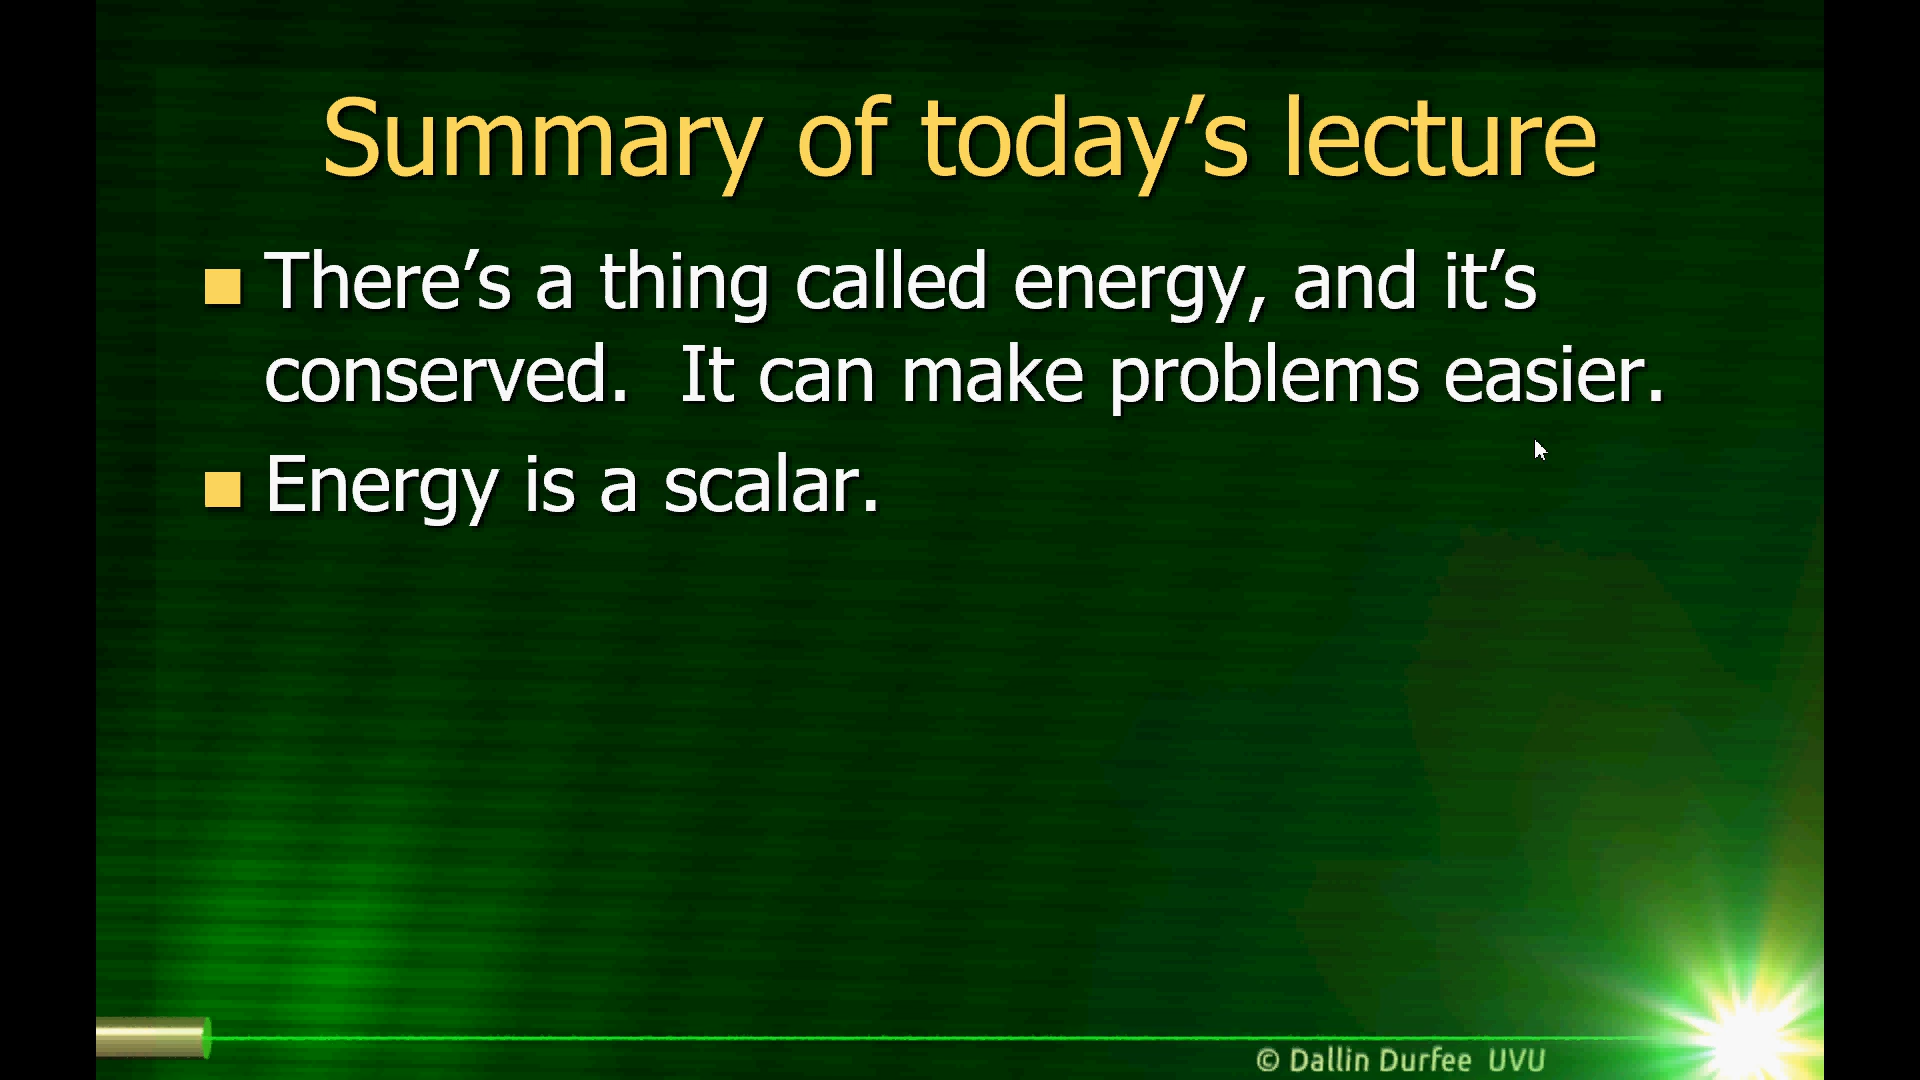 Summary of today’s lecture
There’s a thing called energy, and it’s
conserved.  It can make problems easier.
Energy is a scalar.
© Dallin Durfee  UVU